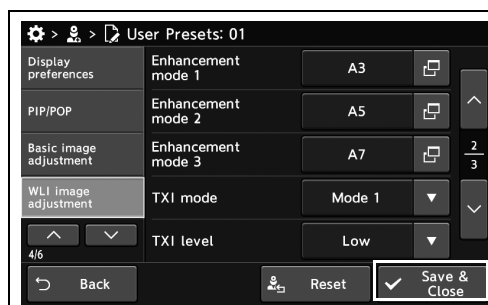 > > User Presets: 01
Display
preferences
PIP/POP
Basic image
adjustment
WLI image
adjustment
4/6
Enhancement
mode 1
A3
Enhancement
mode 2
A5
Enhancement
mode 3
A7
TXI mode
Mode 1
TXI level
Low
2
3
Back
Reset
Save &
Close